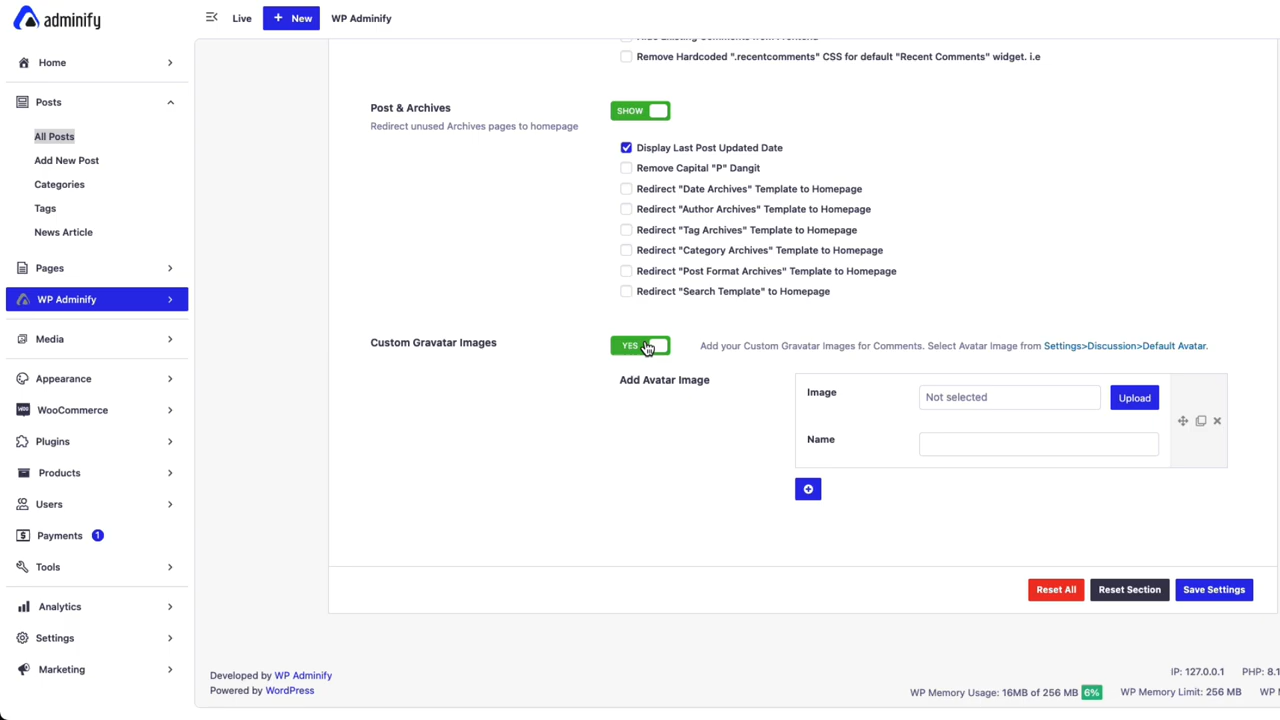 adminify
Live
New
WP Adminify
Home
Posts
All Posts
Add New Post
Categories
Tags
News Article
Pages
WP Adminify
Media
Appearance
WooCommerce
Plugins
Products
Users
Payments 1
Tools
Analytics
Settings
Marketing
Remove Hardcoded ".recentcomments" CSS for default "Recent Comments" widget. i.e
Post & Archives
Redirect unused Archives pages to homepage
SHOW
Display Last Post Updated Date
Remove Capital "P" Dangit
Redirect "Date Archives" Template to Homepage
Redirect "Author Archives" Template to Homepage
Redirect "Tag Archives" Template to Homepage
Redirect "Category Archives" Template to Homepage
Redirect "Post Format Archives" Template to Homepage
Redirect "Search Template" to Homepage
Custom Gravatar Images
YES
Add your Custom Gravatar Images for Comments. Select Avatar Image from Settings>Discussion>Default Avatar.
Add Avatar Image
Image
Not selected
Upload
Name
Reset All
Reset Section
Save Settings
Developed by WP Adminify
Powered by WordPress
IP: 127.0.0.1
PHP: 8.1
WP Memory Usage: 16MB of 256 MB 6%
WP Memory Limit: 256 MB
WP